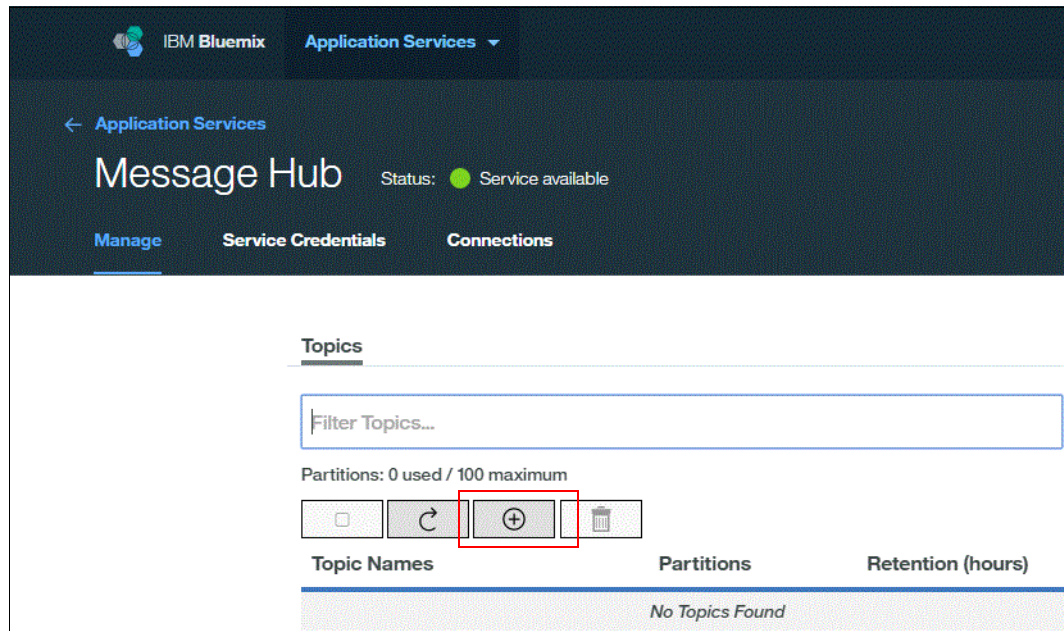 IBM Bluemix Application Services
Application Services
Message Hub Status: Service available
Manage Service Credentials Connections
Topics
Filter Topics...
Partitions: 0 used / 100 maximum
Topic Names Partitions Retention (hours)
No Topics Found